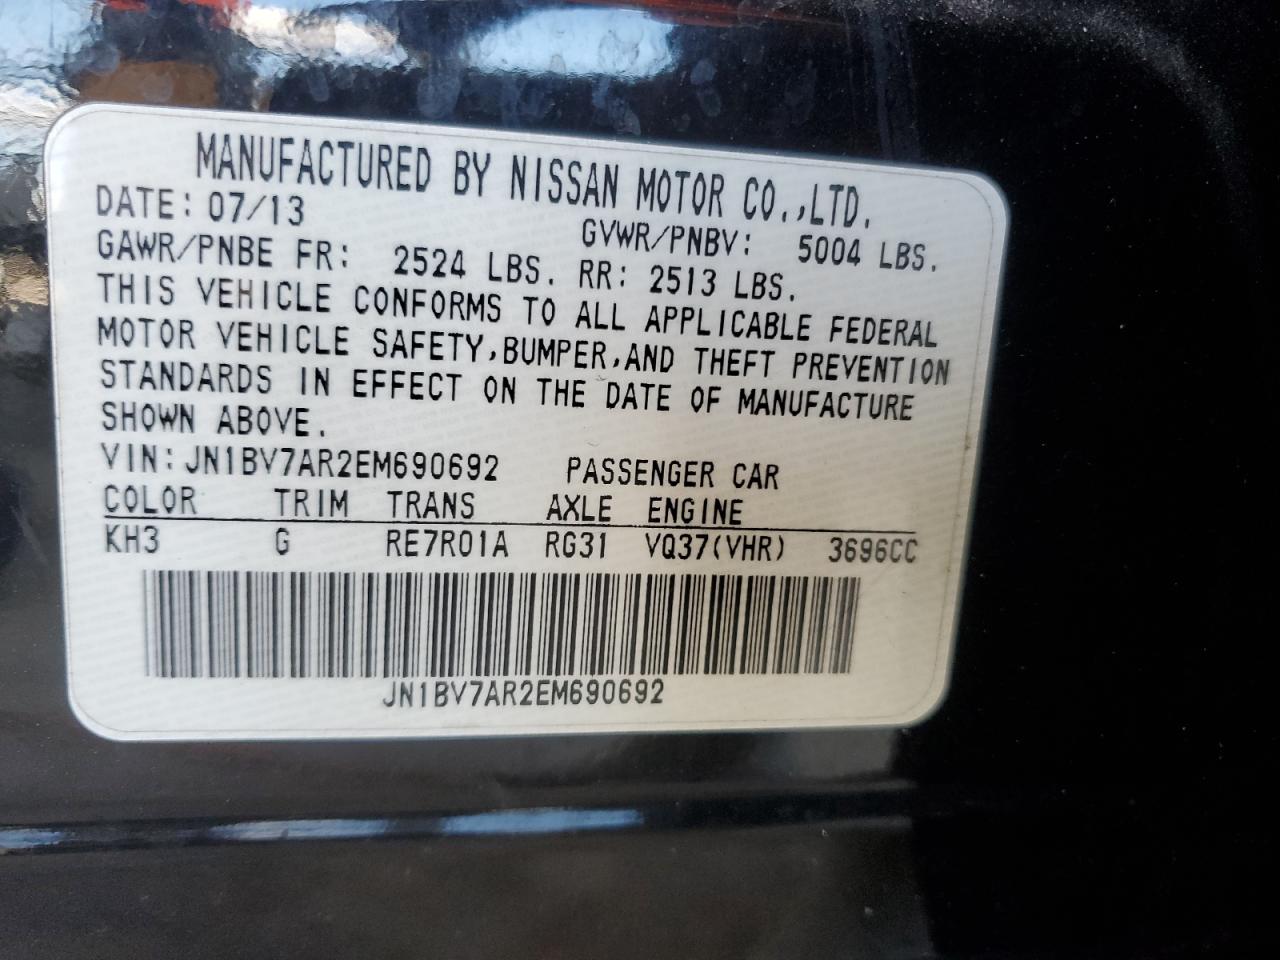 MANUFACTURED BY NISSAN MOTOR CO.,LTD.
DATE: 07/13 GVWR/PNBV: 5004 LBS.
GAWR/PNBE FR: 2524 LBS. RR: 2513 LBS.
THIS VEHICLE CONFORMS TO ALL APPLICABLE FEDERAL
MOTOR VEHICLE SAFETY,BUMPER,AND THEFT PREVENTION
STANDARDS IN EFFECT ON THE DATE OF MANUFACTURE
SHOWN ABOVE.
VIN: JN1BV7AR2EM690692 PASSENGER CAR
COLOR TRIM TRANS AXLE ENGINE
KH3 G RE7R01A RG31 VQ37(VHR) 3696CC
JN1BV7AR2EM690692